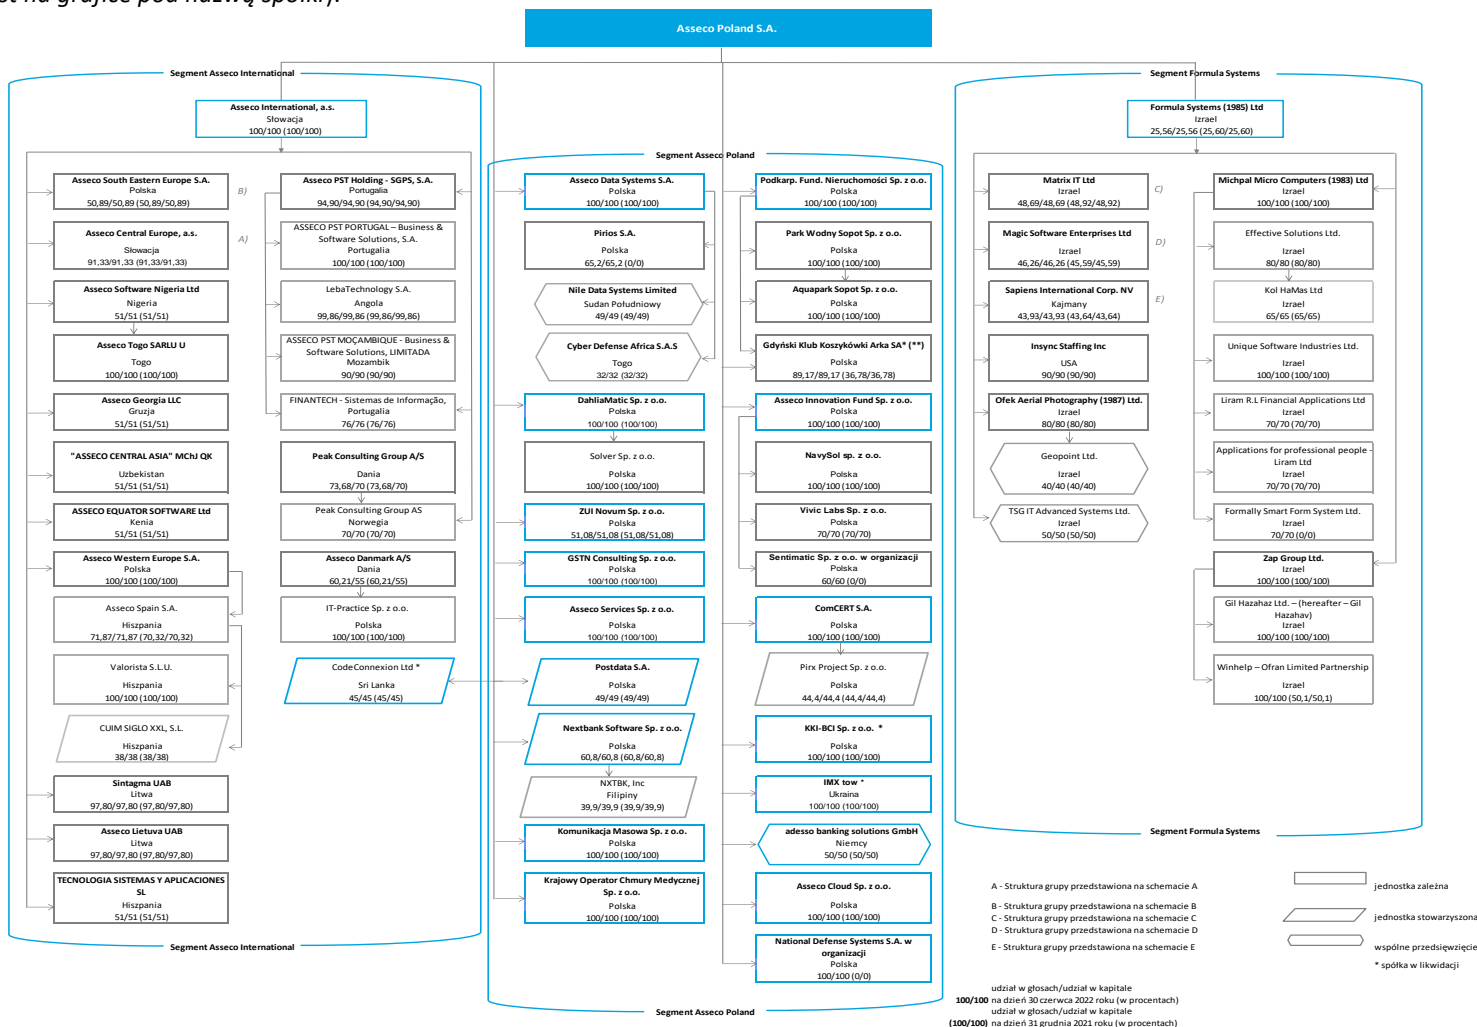 st na grafice pod nazwą spółki).
Asseco Poland S.A.
Segment Asseco International
Asseco International, a.s.
Słowacja
100/100 (100/100)
Asseco South Eastern Europe S.A.
Polska
50,89/50,89 (50,89/50,89)
B)
Asseco Central Europe, a.s.
Słowacja
91,33/91,33 (91,33/91,33)
A)
Asseco Software Nigeria Ltd
Nigeria
51/51 (51/51)
Asseco Togo SARLU U
Togo
100/100 (100/100)
Asseco Georgia LLC
Gruzja
51/51 (51/51)
"ASSECO CENTRAL ASIA" MChJ QK
Uzbekistan
51/51 (51/51)
ASSECO EQUATOR SOFTWARE Ltd
Kenia
51/51 (51/51)
Asseco Western Europe S.A.
Polska
100/100 (100/100)
Asseco Spain S.A.
Hiszpania
71,87/71,87 (70,32/70,32)
Valorista S.L.U.
Hiszpania
100/100 (100/100)
CUIM SIGLO XXL, S.L.
Hiszpania
38/38 (38/38)
Sintagma UAB
Litwa
97,80/97,80 (97,80/97,80)
Asseco Lietuva UAB
Litwa
97,80/97,80 (97,80/97,80)
TECNOLOGIA SISTEMAS Y APLICACIONES
SL
Hiszpania
51/51 (51/51)
Asseco PST Holding - SGPS, S.A.
Portugalia
94,90/94,90 (94,90/94,90)
ASSECO PST PORTUGAL – Business &
Software Solutions, S.A.
Portugalia
100/100 (100/100)
LebaTechnology S.A.
Angola
99,86/99,86 (99,86/99,86)
ASSECO PST MOÇAMBIQUE - Business &
Software Solutions, LIMITADA
Mozambik
90/90 (90/90)
FINANTECH - Sistemas de Informação,
Portugalia
76/76 (76/76)
Peak Consulting Group A/S
Dania
73,68/70 (73,68/70)
Peak Consulting Group AS
Norwegia
70/70 (70/70)
Asseco Danmark A/S
Dania
60,21/55 (60,21/55)
IT-Practice Sp. z o.o.
Polska
100/100 (100/100)
CodeConnexion Ltd *
Sri Lanka
45/45 (45/45)
Segment Asseco International
Segment Asseco Poland
Asseco Data Systems S.A.
Polska
100/100 (100/100)
Pirios S.A.
Polska
65,2/65,2 (0/0)
Nile Data Systems Limited
Sudan Południowy
49/49 (49/49)
Cyber Defense Africa S.A.S
Togo
32/32 (32/32)
DahliaMatic Sp. z o.o.
Polska
100/100 (100/100)
Solver Sp. z o.o.
Polska
100/100 (100/100)
ZUI Novum Sp. z o.o.
Polska
51,08/51,08 (51,08/51,08)
GSTN Consulting Sp. z o.o.
Polska
100/100 (100/100)
Asseco Services Sp. z o.o.
Polska
100/100 (100/100)
Postdata S.A.
Polska
49/49 (49/49)
Nextbank Software Sp. z o.o.
Polska
60,8/60,8 (60,8/60,8)
NXTBK, Inc
Filipiny
39,9/39,9 (39,9/39,9)
Komunikacja Masowa Sp. z o.o.
Polska
100/100 (100/100)
Krajowy Operator Chmury Medycznej
Sp. z o.o.
Polska
100/100 (100/100)
Podkarp. Fund. Nieruchomości Sp. z o.o.
Polska
100/100 (100/100)
Park Wodny Sopot Sp. z o.o.
Polska
100/100 (100/100)
Aquapark Sopot Sp. z o.o.
Polska
100/100 (100/100)
Gdyński Klub Koszykówki Arka SA* (**)
Polska
89,17/89,17 (36,78/36,78)
Asseco Innovation Fund Sp. z o.o.
Polska
100/100 (100/100)
NavySol sp. z o.o.
Polska
100/100 (100/100)
Vivic Labs Sp. z o.o.
Polska
70/70 (70/70)
Sentimatic Sp. z o.o. w organizacji
Polska
60/60 (0/0)
ComCERT S.A.
Polska
100/100 (100/100)
Pirx Project Sp. z o.o.
Polska
44,4/44,4 (44,4/44,4)
KKI-BCI Sp. z o.o. *
Polska
100/100 (100/100)
IMX tow *
Ukraina
100/100 (100/100)
adesso banking solutions GmbH
Niemcy
50/50 (50/50)
Asseco Cloud Sp. z o.o.
Polska
100/100 (100/100)
National Defense Systems S.A. w
organizacji
Polska
100/100 (0/0)
Segment Asseco Poland
Segment Formula Systems
Formula Systems (1985) Ltd
Izrael
25,56/25,56 (25,60/25,60)
Matrix IT Ltd
Izrael
48,69/48,69 (48,92/48,92)
C)
Magic Software Enterprises Ltd
Izrael
46,26/46,26 (45,59/45,59)
D)
Sapiens International Corp. NV
Kajmany
43,93/43,93 (43,64/43,64)
E)
Insync Staffing Inc
USA
90/90 (90/90)
Ofek Aerial Photography (1987) Ltd.
Izrael
80/80 (80/80)
Geopoint Ltd.
Izrael
40/40 (40/40)
TSG IT Advanced Systems Ltd.
Izrael
50/50 (50/50)
Michpal Micro Computers (1983) Ltd
Izrael
100/100 (100/100)
Effective Solutions Ltd.
Izrael
80/80 (80/80)
Kol HaMas Ltd
Izrael
65/65 (65/65)
Unique Software Industries Ltd.
Izrael
100/100 (100/100)
Liram R.L Financial Applications Ltd
Izrael
70/70 (70/70)
Applications for professional people -
Liram Ltd
Izrael
70/70 (70/70)
Formally Smart Form System Ltd.
Izrael
70/70 (0/0)
Zap Group Ltd.
Izrael
100/100 (100/100)
Gil Hazahaz Ltd. – (hereafter – Gil
Hazahav)
Izrael
100/100 (100/100)
Winhelp – Ofran Limited Partnership
Izrael
100/100 (50,1/50,1)
Segment Formula Systems
A - Struktura grupy przedstawiona na schemacie A
B - Struktura grupy przedstawiona na schemacie B
C - Struktura grupy przedstawiona na schemacie C
D - Struktura grupy przedstawiona na schemacie D
E - Struktura grupy przedstawiona na schemacie E
jednostka zależna
jednostka stowarzyszona
wspólne przedsięwzięcie
* spółka w likwidacji
udział w głosach/udział w kapitale
100/100 na dzień 30 czerwca 2022 roku (w procentach)
udział w głosach/udział w kapitale
(100/100) na dzień 31 grudnia 2021 roku (w procentach)